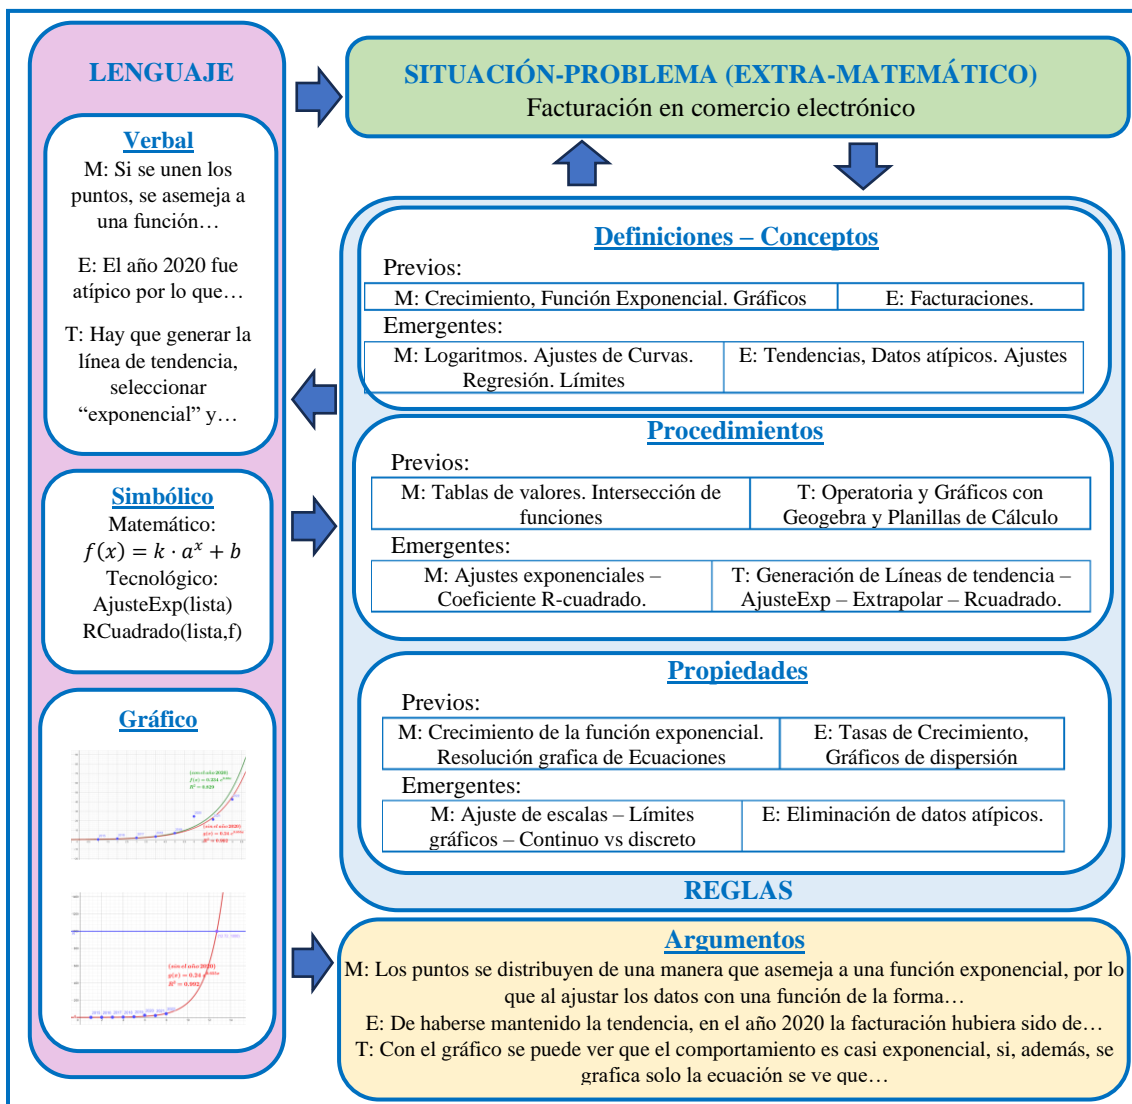 LENGUAJE
Verbal
M: Si se unen los
puntos, se asemeja a
una función…
E: El año 2020 fue
atípico por lo que…
T: Hay que generar la
línea de tendencia,
seleccionar
“exponencial” y…
Simbólico
Matemático:
f(x) = k · a^x + b
Tecnológico:
AjusteExp(lista)
RCuadrado(lista,f)
Gráfico
(sin el año 2020)
(sin el año 2020)
SITUACIÓN-PROBLEMA (EXTRA-MATEMÁTICO)
Facturación en comercio electrónico
Definiciones – Conceptos
Previos:
M: Crecimiento, Función Exponencial. Gráficos
E: Facturaciones.
Emergentes:
M: Logaritmos. Ajustes de Curvas.
Regresión. Límites
E: Tendencias, Datos atípicos. Ajustes
Procedimientos
Previos:
M: Tablas de valores. Intersección de
funciones
T: Operatoria y Gráficos con
Geogebra y Planillas de Cálculo
Emergentes:
M: Ajustes exponenciales –
Coeficiente R-cuadrado.
T: Generación de Líneas de tendencia –
AjusteExp – Extrapolar – Rcuadrado.
Propiedades
Previos:
M: Crecimiento de la función exponencial.
Resolución grafica de Ecuaciones
E: Tasas de Crecimiento,
Gráficos de dispersión
Emergentes:
M: Ajuste de escalas – Límites
gráficos – Continuo vs discreto
E: Eliminación de datos atípicos.
REGLAS
Argumentos
M: Los puntos se distribuyen de una manera que asemeja a una función exponencial, por lo
que al ajustar los datos con una función de la forma…
E: De haberse mantenido la tendencia, en el año 2020 la facturación hubiera sido de…
T: Con el gráfico se puede ver que el comportamiento es casi exponencial, si, además, se
grafica solo la ecuación se ve que…